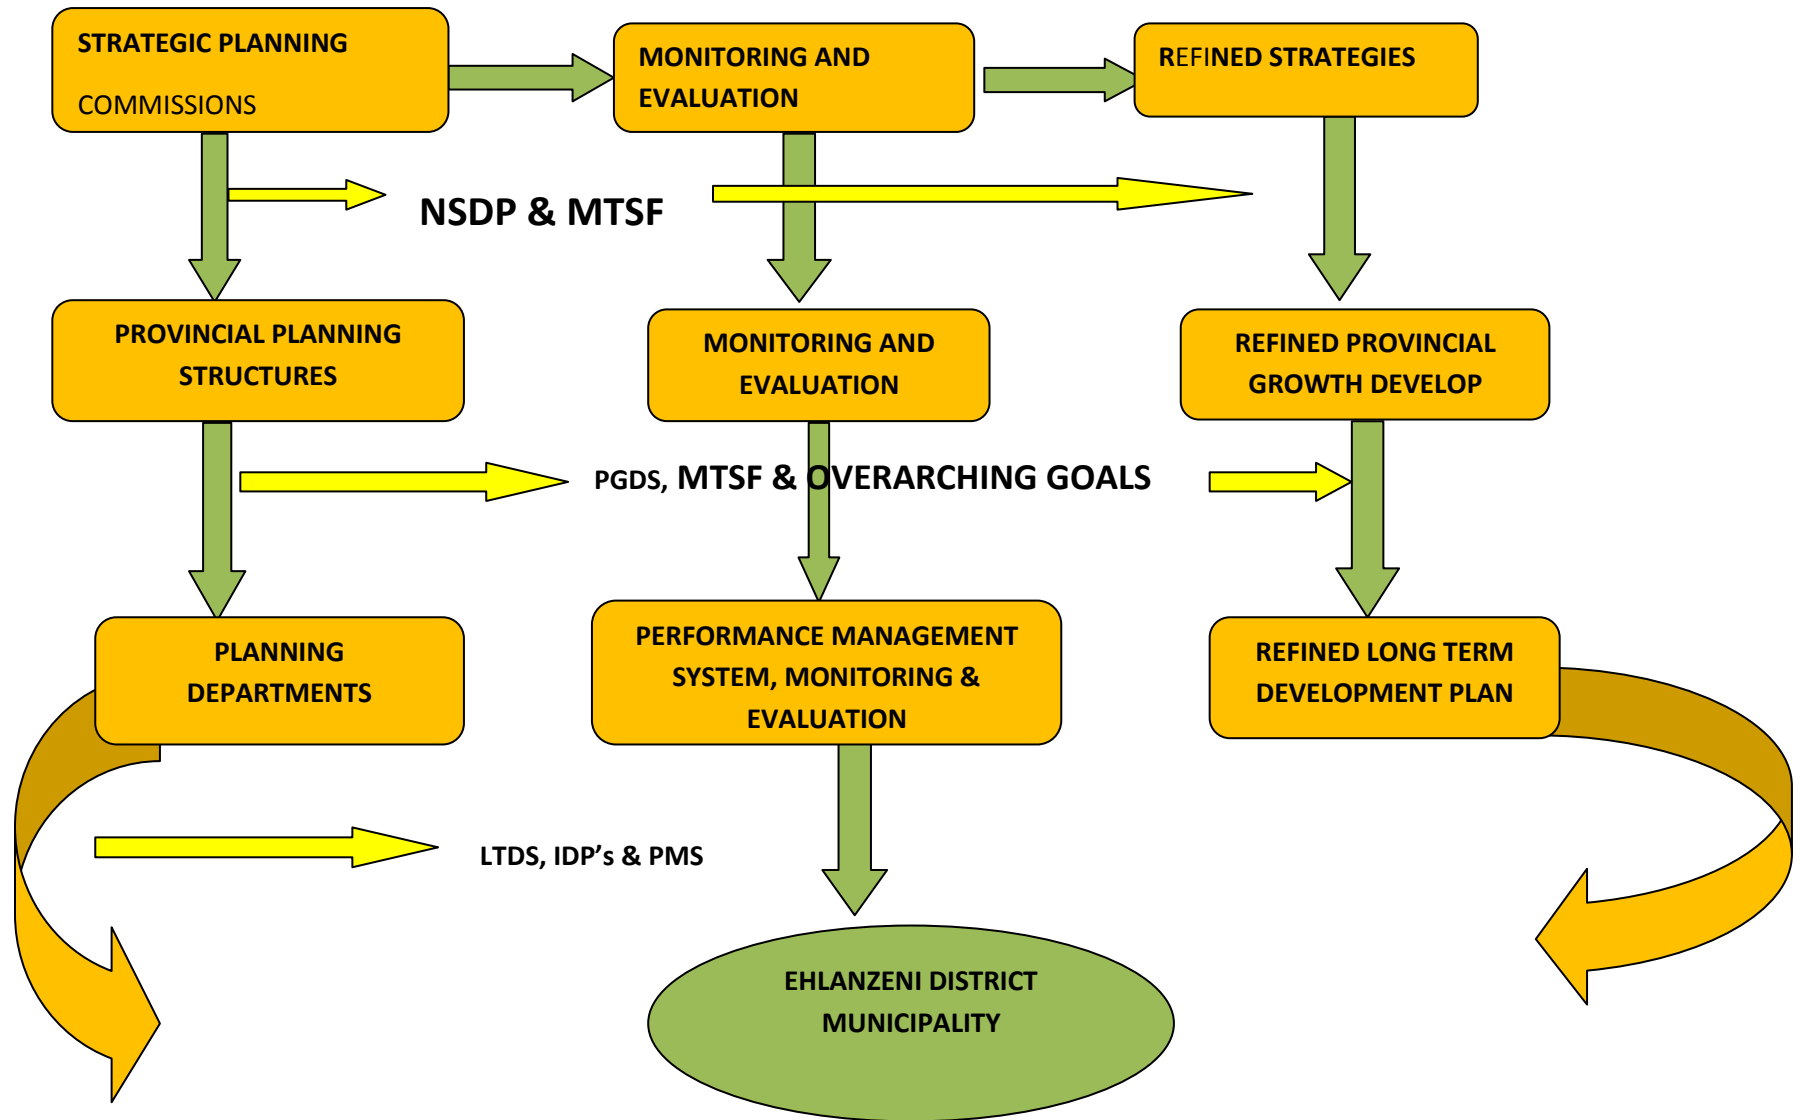 STRATEGIC PLANNING
COMMISSIONS
MONITORING AND
EVALUATION
REFINED STRATEGIES
NSDP & MTSF
PROVINCIAL PLANNING
STRUCTURES
MONITORING AND
EVALUATION
REFINED PROVINCIAL
GROWTH DEVELOP
PGDS, MTSF & OVERARCHING GOALS
PLANNING
DEPARTMENTS
PERFORMANCE MANAGEMENT
SYSTEM, MONITORING &
EVALUATION
REFINED LONG TERM
DEVELOPMENT PLAN
LTDS, IDP's & PMS
EHLANZENI DISTRICT
MUNICIPALITY